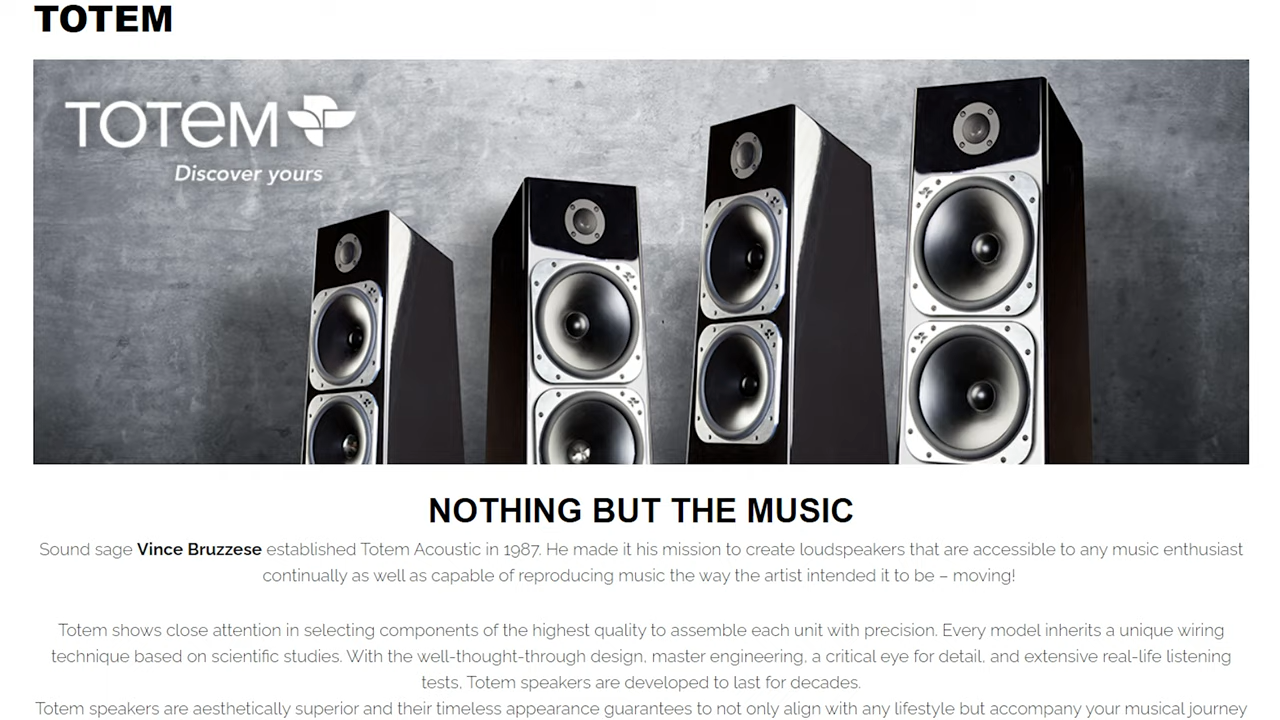 TOTEM
TOTEM
Discover yours
NOTHING BUT THE MUSIC
Sound sage Vince Bruzzese established Totem Acoustic in 1987. He made it his mission to create loudspeakers that are accessible to any music enthusiast
continually as well as capable of reproducing music the way the artist intended it to be – moving!
Totem shows close attention in selecting components of the highest quality to assemble each unit with precision. Every model inherits a unique wiring
technique based on scientific studies. With the well-thought-through design, master engineering, a critical eye for detail, and extensive real-life listening
tests, Totem speakers are developed to last for decades.
Totem speakers are aesthetically superior and their timeless appearance guarantees to not only align with any lifestyle but accompany your musical journey